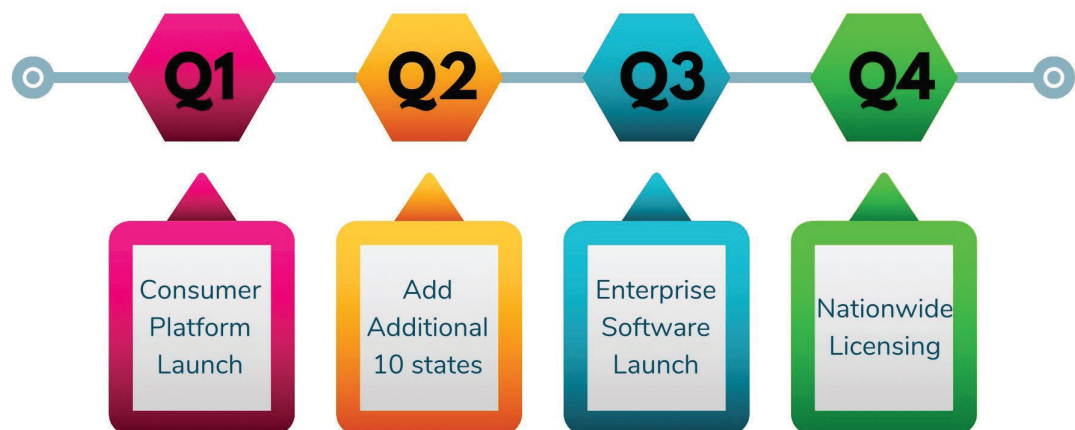 Q1
Q2
Q3
Q4
Consumer
Platform
Launch
Add
Additional
10 states
Enterprise
Software
Launch
Nationwide
Licensing